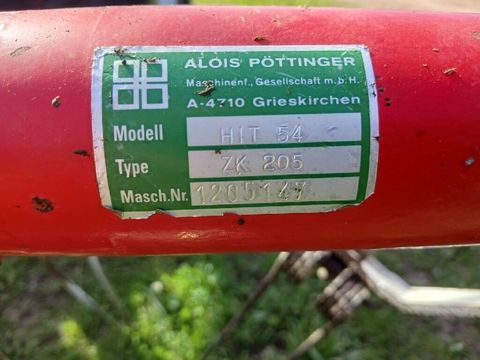 ALOIS PÖTTINGER
Maschinenf., Gesellschaft m.b.H.
A-4710 Grieskirchen
Modell HIT 54
Type ZK 205
Masch.Nr. 1205147